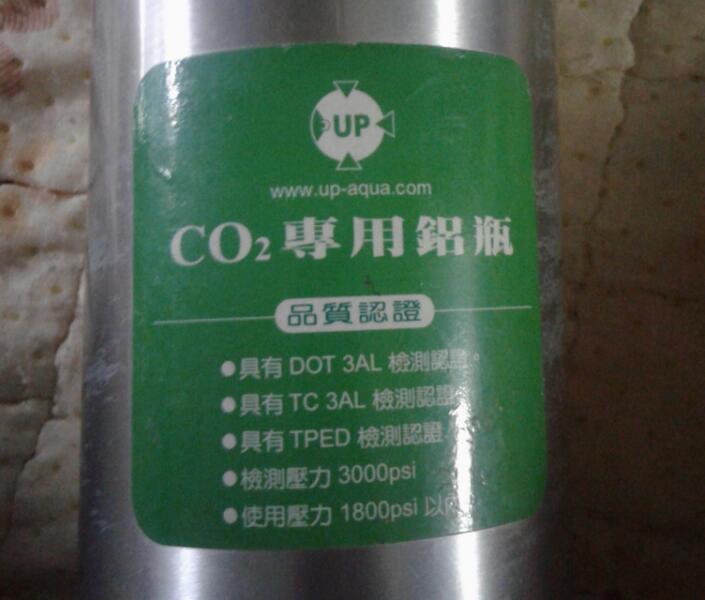 UP
www.up-aqua.com
CO₂專用鋁瓶
品質認證
●具有 DOT 3AL 檢測認證。
●具有 TC 3AL 檢測認證
●具有 TPED 檢測認證
●檢測壓力 3000psi
●使用壓力 1800psi 以內